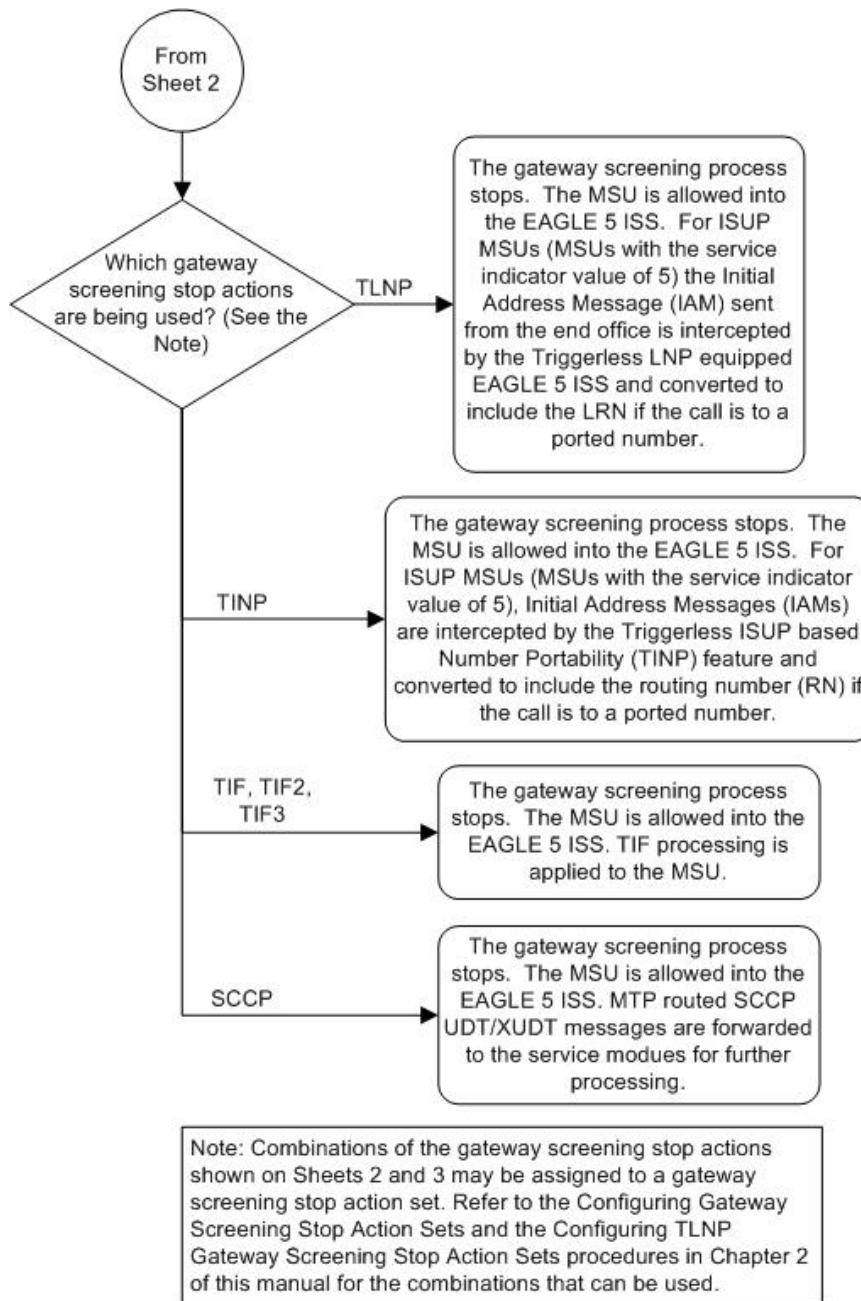 From
Sheet 2
Which gateway
screening stop actions
are being used? (See the
Note)
TLNP
The gateway screening process
stops.  The MSU is allowed into
the EAGLE 5 ISS.  For ISUP
MSUs (MSUs with the service
indicator value of 5) the Initial
Address Message (IAM) sent
from the end office is intercepted
by the Triggerless LNP equipped
EAGLE 5 ISS and converted to
include the LRN if the call is to a
ported number.
TINP
The gateway screening process stops.  The
MSU is allowed into the EAGLE 5 ISS.  For
ISUP MSUs (MSUs with the service indicator
value of 5), Initial Address Messages (IAMs)
are intercepted by the Triggerless ISUP based
Number Portability (TINP) feature and
converted to include the routing number (RN) if
the call is to a ported number.
TIF, TIF2,
TIF3
The gateway screening process
stops.  The MSU is allowed into the
EAGLE 5 ISS. TIF processing is
applied to the MSU.
SCCP
The gateway screening process
stops.  The MSU is allowed into the
EAGLE 5 ISS. MTP routed SCCP
UDT/XUDT messages are forwarded
to the service modues for further
processing.
Note: Combinations of the gateway screening stop actions
shown on Sheets 2 and 3 may be assigned to a gateway
screening stop action set. Refer to the Configuring Gateway
Screening Stop Action Sets and the Configuring TLNP
Gateway Screening Stop Action Sets procedures in Chapter 2
of this manual for the combinations that can be used.